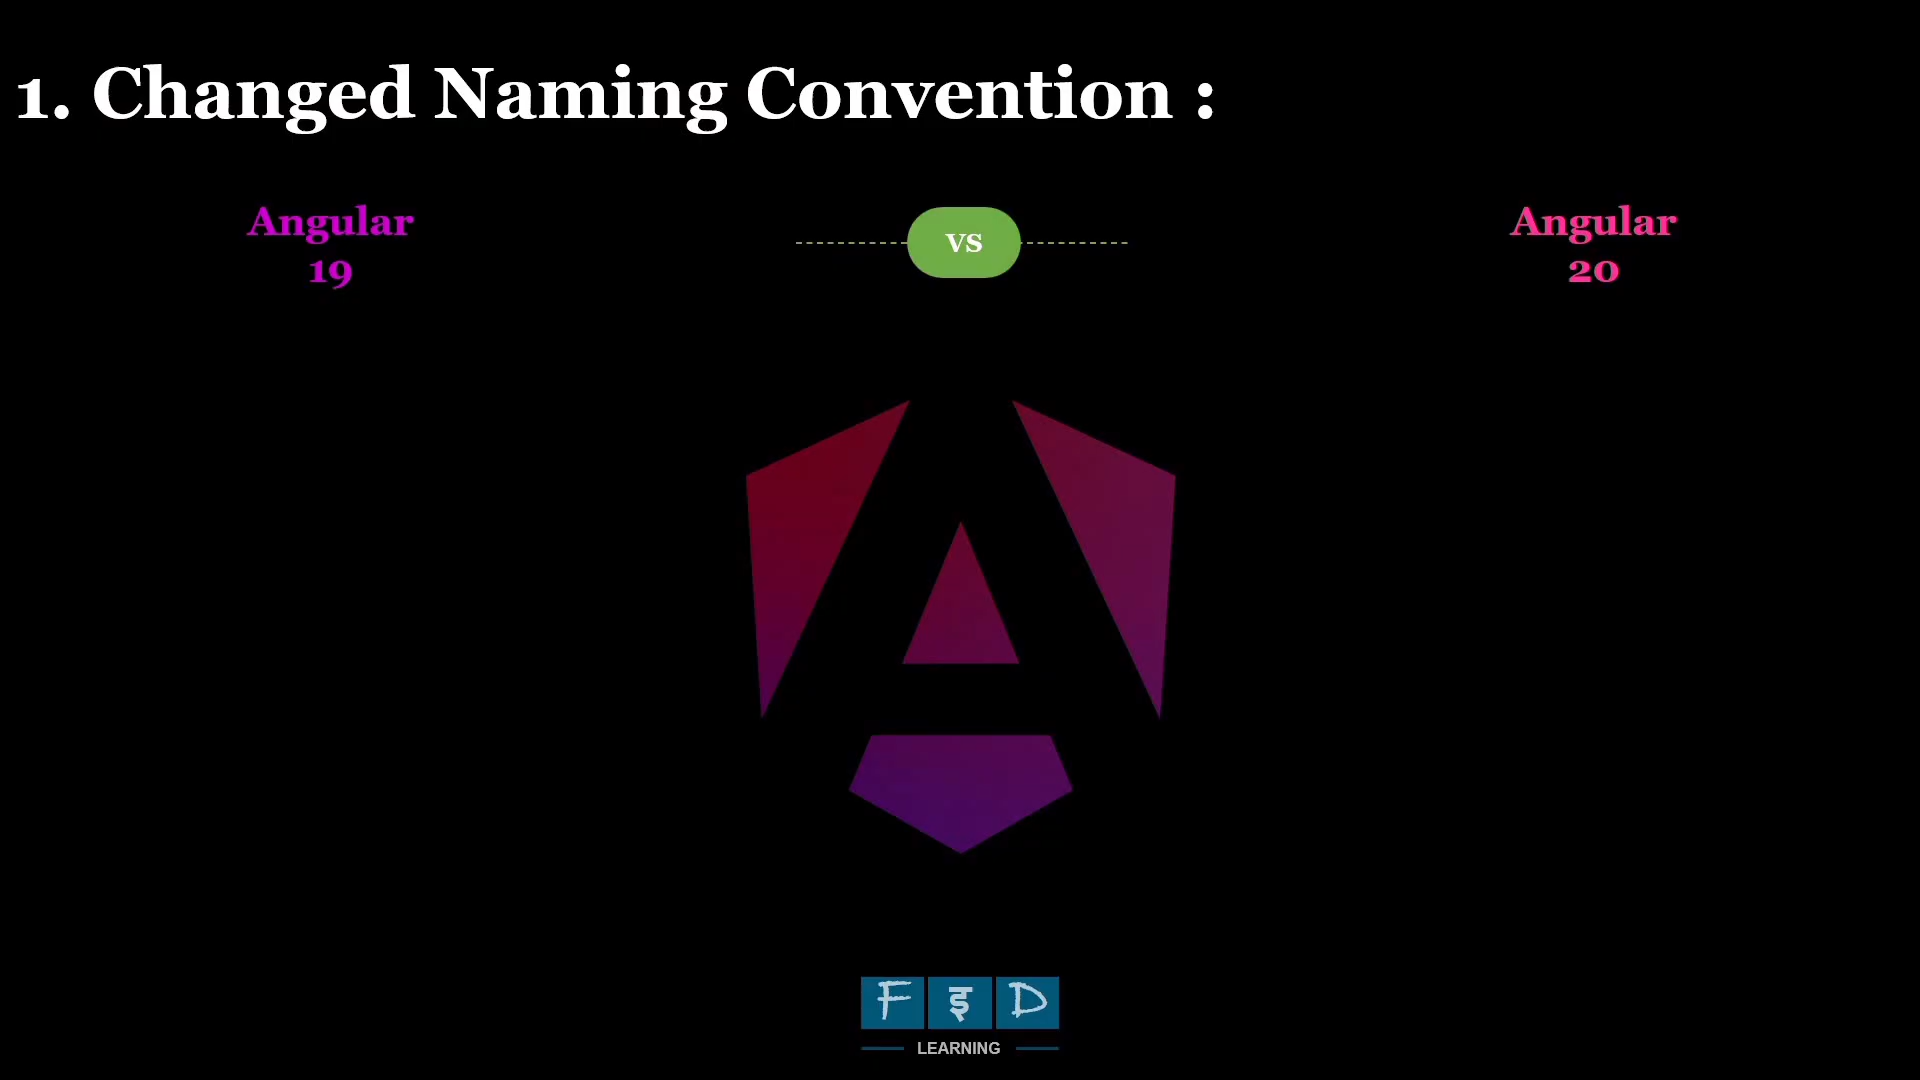 1. Changed Naming Convention :
Angular
19
vs
Angular
20
F इ D
LEARNING